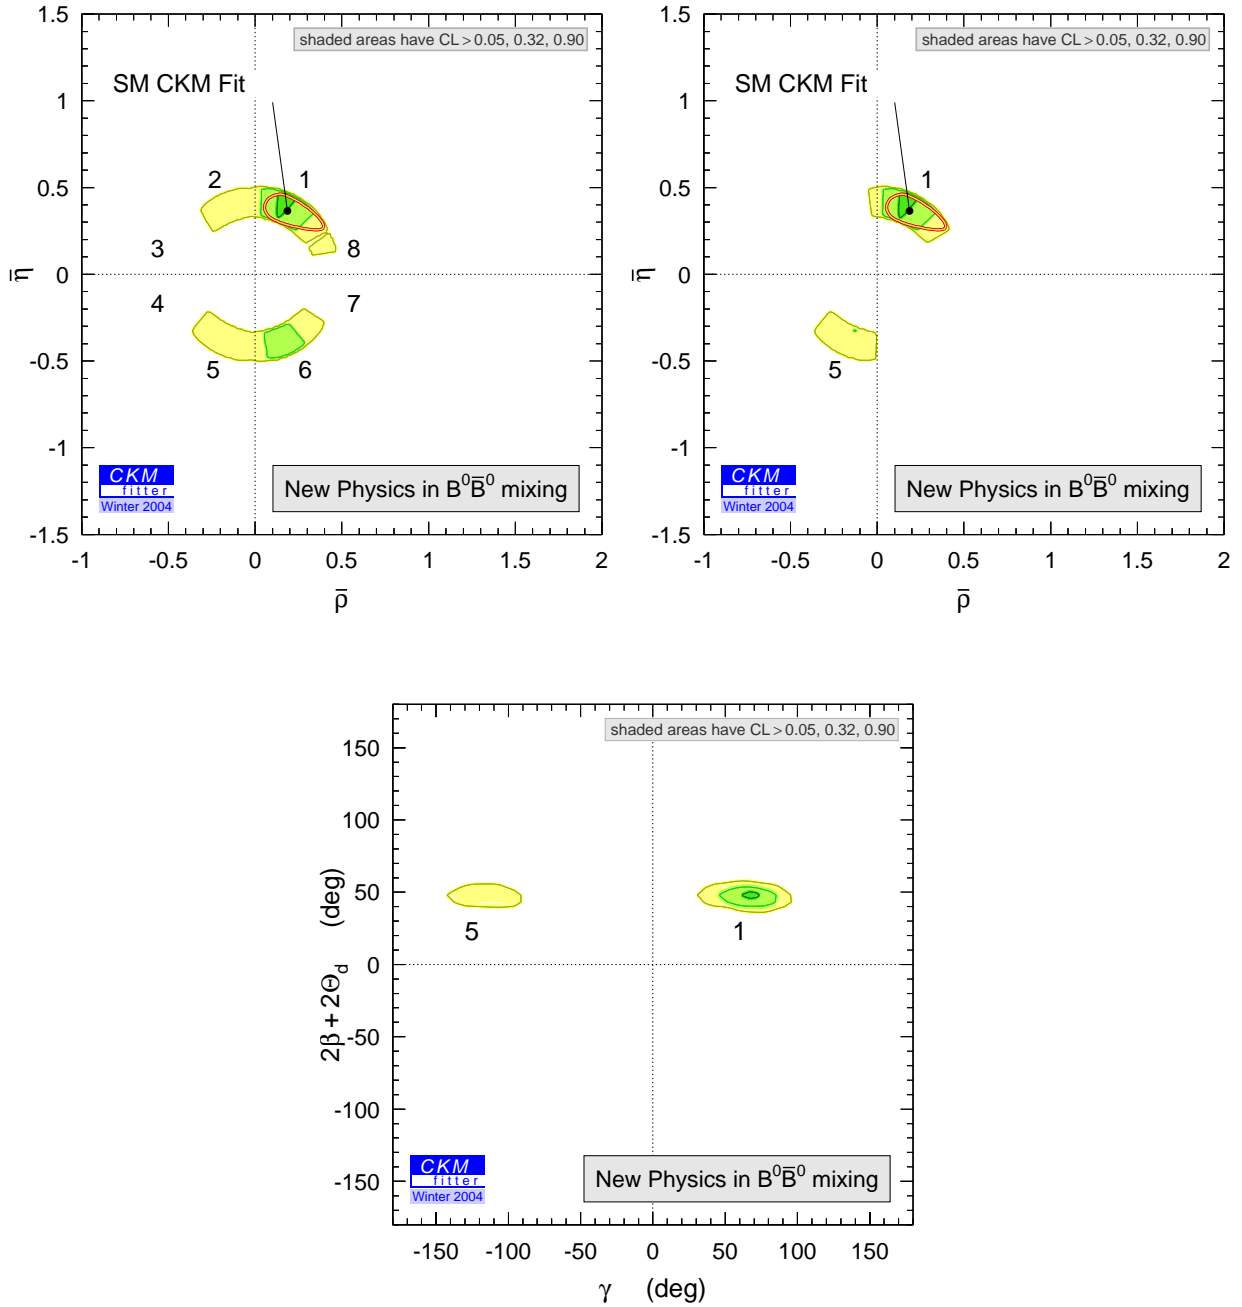 shaded areas have CL > 0.05, 0.32, 0.90
SM CKM Fit
1.5
1
0.5
0
-0.5
-1
-1.5
2
1
3
8
4
7
5
6
η̅
CKM
fitter
Winter 2004
New Physics in B⁰B̅⁰ mixing
-1
-0.5
0
0.5
1
1.5
2
ρ̅
shaded areas have CL > 0.05, 0.32, 0.90
SM CKM Fit
1.5
1
0.5
0
-0.5
-1
-1.5
1
5
η̅
CKM
fitter
Winter 2004
New Physics in B⁰B̅⁰ mixing
-1
-0.5
0
0.5
1
1.5
2
ρ̅
shaded areas have CL > 0.05, 0.32, 0.90
150
100
50
0
-50
-100
-150
2β + 2Θd (deg)
5
1
CKM
fitter
Winter 2004
New Physics in B⁰B̅⁰ mixing
-150
-100
-50
0
50
100
150
γ (deg)